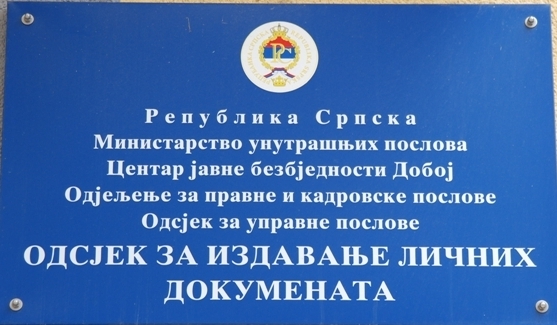 Република Српска
Министарство унутрашњих послова
Центар јавне безбједности Добој
Одјељење за правне и кадровске послове
Одсјек за управне послове
ОДСЈЕК ЗА ИЗДАВАЊЕ ЛИЧНИХ
ДОКУМЕНАТА